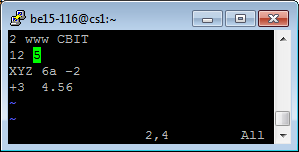 be15-116@cs1:~
2 www CBIT
12 5
XYZ 6a -2
+3  4.56
~
~
2,4 All